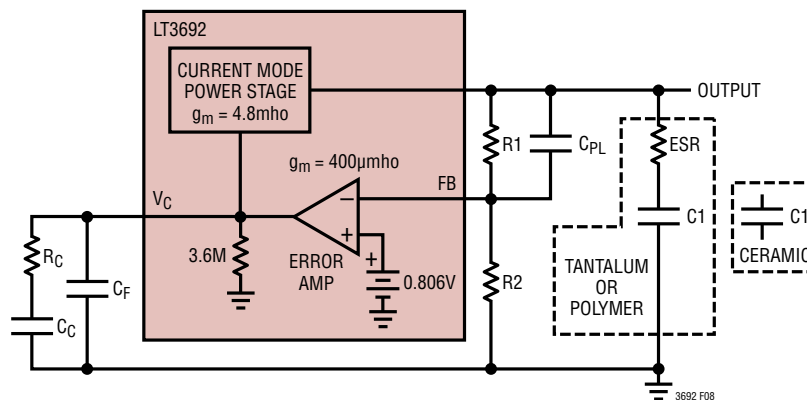 LT3692
CURRENT MODE
POWER STAGE
gm = 4.8mho
OUTPUT
gm = 400µmho
R1
CPL
ESR
FB
VC
RC
CF
CC
3.6M
ERROR
AMP
0.806V
R2
C1
TANTALUM
OR
POLYMER
C1
CERAMIC
3692 F08